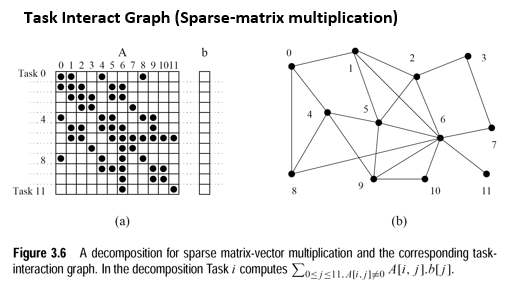 Task Interact Graph (Sparse-matrix multiplication)
A b
0 1 2 3 4 5 6 7 8 9 10 11
Task 0
4
8
Task 11
(a)
0 1 2 3
4 5 6 7
8 9 10 11
(b)
Figure 3.6 A decomposition for sparse matrix-vector multiplication and the corresponding task-
interaction graph. In the decomposition Task i computes ∑0≤j≤11,A[i,j]≠0 A[i, j].b[j].